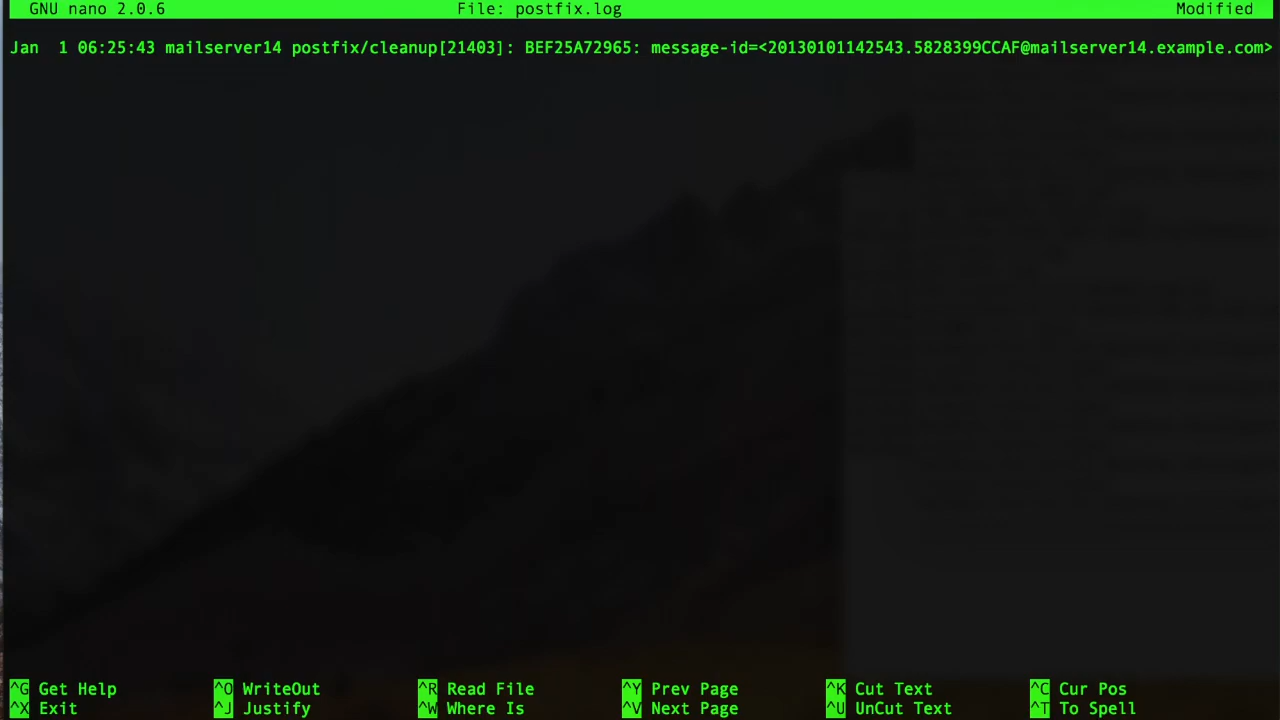 GNU nano 2.0.6 File: postfix.log Modified
Jan  1 06:25:43 mailserver14 postfix/cleanup[21403]: BEF25A72965: message-id=<20130101142543.5828399CCAF@mailserver14.example.com>
^G Get Help ^O WriteOut ^R Read File ^Y Prev Page ^K Cut Text ^C Cur Pos
^X Exit ^J Justify ^W Where Is ^V Next Page ^U UnCut Text ^T To Spell